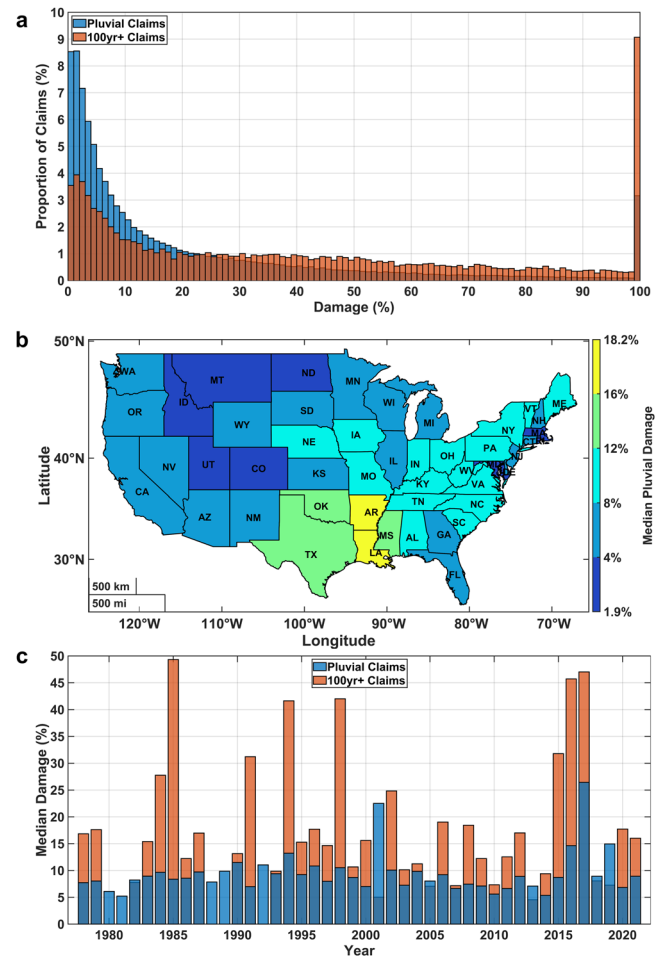 a
Pluvial Claims
100yr+ Claims
Proportion of Claims (%)
10
9
8
7
6
5
4
3
2
1
0
0 10 20 30 40 50 60 70 80 90 100
Damage (%)
b
50°N
40°N
30°N
Latitude
WA MT ND MN ME
OR ID WY SD WI MI VT NH
NY MA
NV UT CO NE IA IL IN OH PA NJ
CA KS MO KY WV VA
AZ NM OK AR TN NC
TX LA MS AL GA SC
FL
500 km
500 mi
120°W 110°W 100°W 90°W 80°W 70°W
Longitude
18.2%
16%
12%
8%
4%
1.9%
Median Pluvial Damage
c
Pluvial Claims
100yr+ Claims
Median Damage (%)
50
45
40
35
30
25
20
15
10
5
0
1980 1985 1990 1995 2000 2005 2010 2015 2020
Year